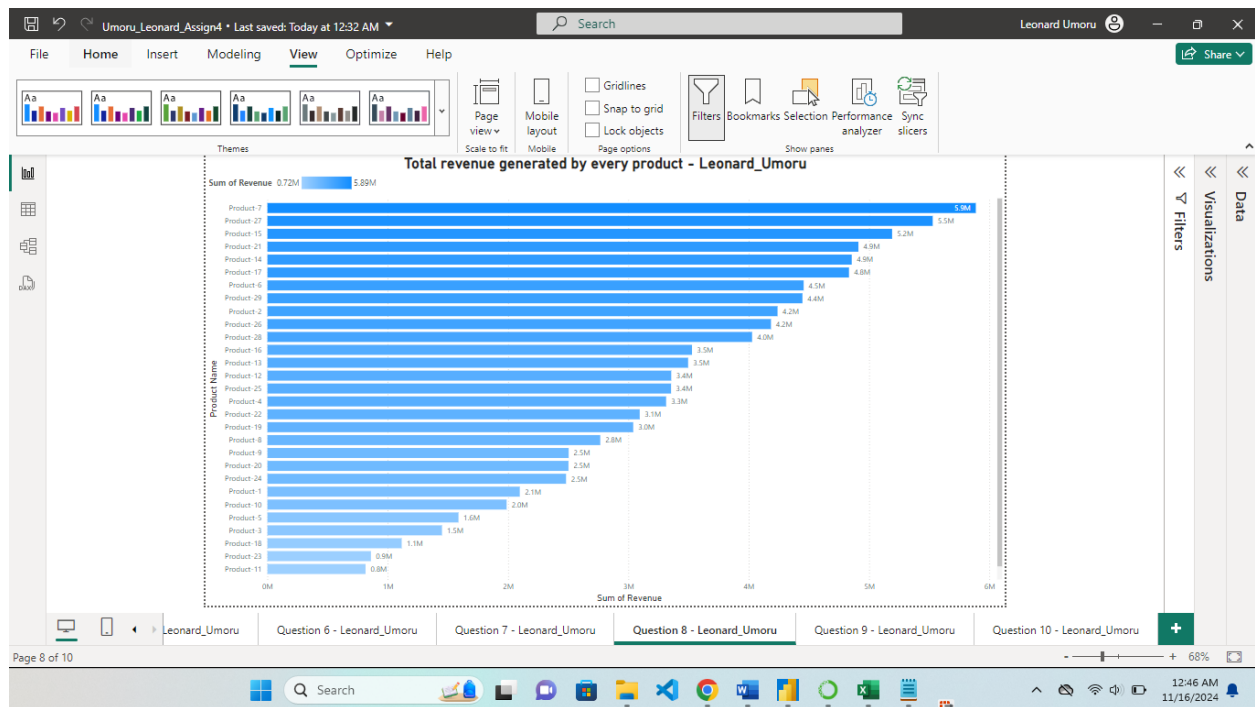 Umoru_Leonard_Assign4 • Last saved: Today at 12:32 AM
Search
Leonard Umoru
File Home Insert Modeling View Optimize Help
Share
Aa Aa Aa Aa Aa Aa
Page view
Mobile layout
Gridlines
Snap to grid
Lock objects
Filters
Bookmarks
Selection
Performance analyzer
Sync slicers
Themes
Scale to fit
Mobile
Page options
Show panes
Total revenue generated by every product - Leonard_Umoru
Sum of Revenue 0.72M 5.89M
Product Name
Product-7 5.9M
Product-27 5.5M
Product-15 5.2M
Product-21 4.9M
Product-14 4.9M
Product-17 4.8M
Product-6 4.5M
Product-29 4.4M
Product-2 4.2M
Product-26 4.2M
Product-28 4.0M
Product-16 3.5M
Product-13 3.5M
Product-12 3.4M
Product-25 3.4M
Product-4 3.3M
Product-22 3.1M
Product-19 3.0M
Product-8 2.8M
Product-9 2.5M
Product-20 2.5M
Product-24 2.5M
Product-1 2.1M
Product-10 2.0M
Product-5 1.6M
Product-3 1.5M
Product-18 1.1M
Product-23 0.9M
Product-11 0.8M
0M 1M 2M 3M 4M 5M 6M
Sum of Revenue
Filters
Visualizations
Data
DAX
Leonard_Umoru
Question 6 - Leonard_Umoru
Question 7 - Leonard_Umoru
Question 8 - Leonard_Umoru
Question 9 - Leonard_Umoru
Question 10 - Leonard_Umoru
Page 8 of 10
- + 68%
Search
12:46 AM
11/16/2024